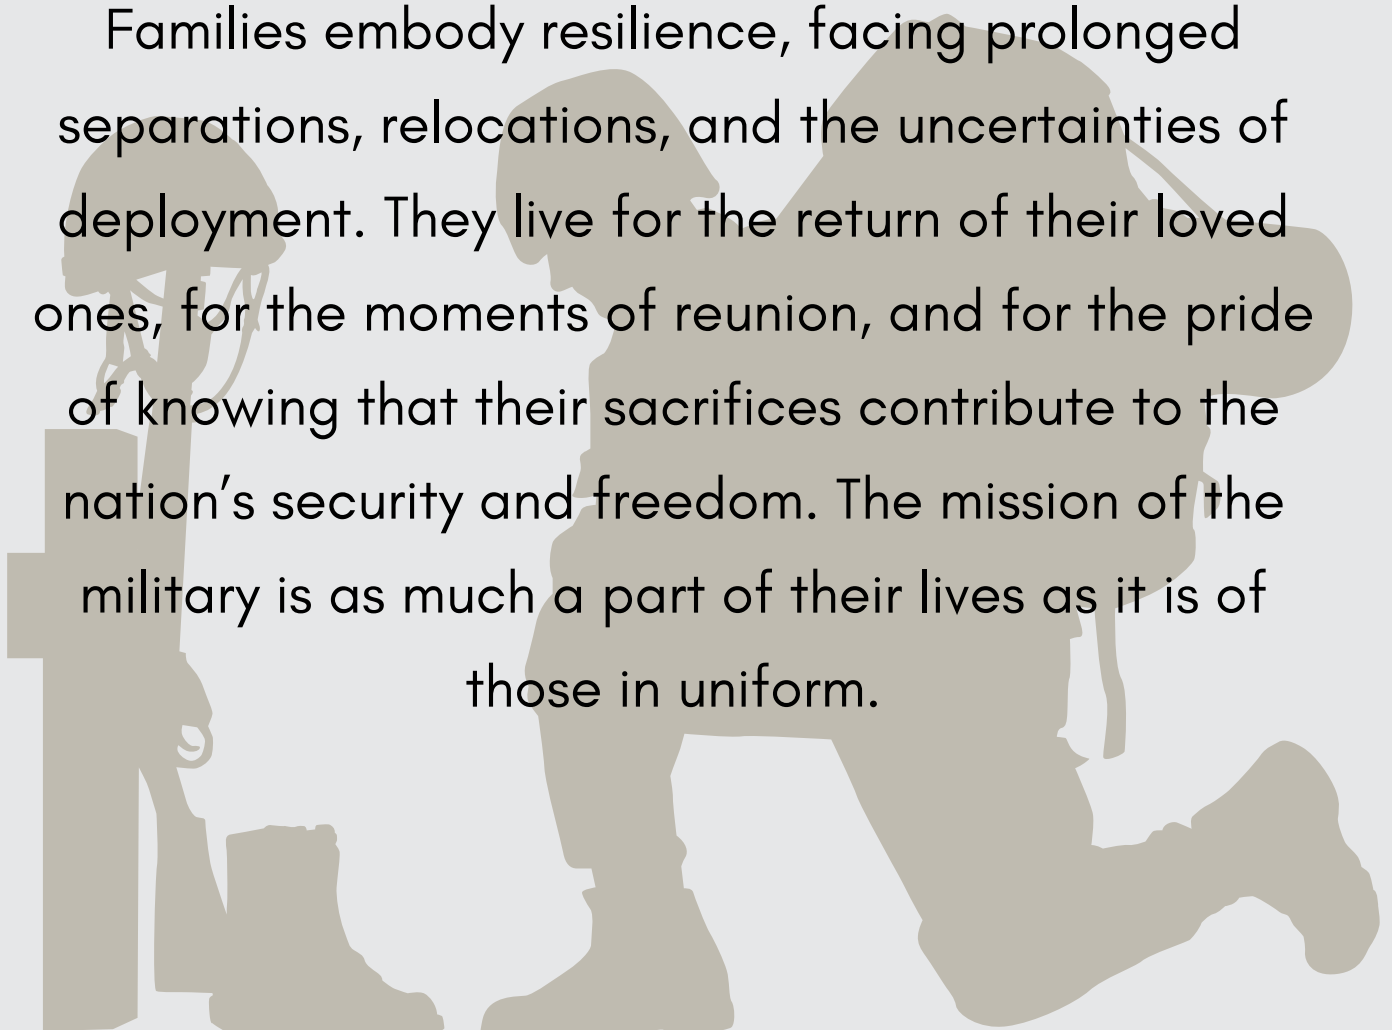 Families embody resilience, facing prolonged
separations, relocations, and the uncertainties of
deployment. They live for the return of their loved
ones, for the moments of reunion, and for the pride
of knowing that their sacrifices contribute to the
nation’s security and freedom. The mission of the
military is as much a part of their lives as it is of
those in uniform.